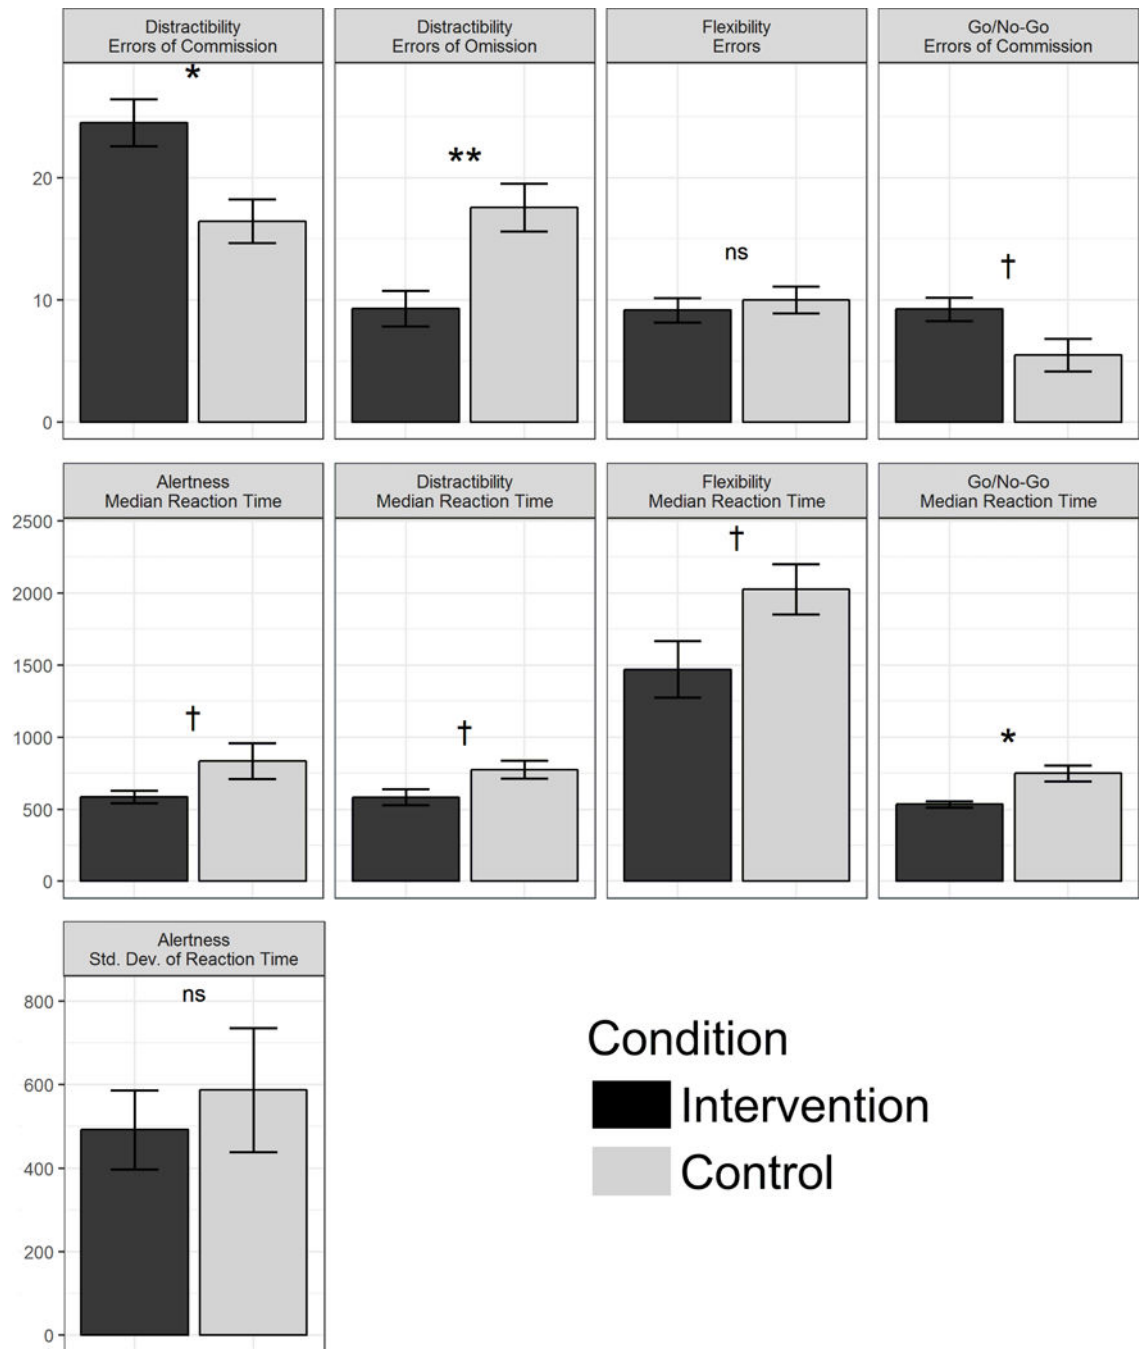 Distractibility
Errors of Commission
Distractibility
Errors of Omission
Flexibility
Errors
Go/No-Go
Errors of Commission
*
**
ns
†
20
10
0
Alertness
Median Reaction Time
Distractibility
Median Reaction Time
Flexibility
Median Reaction Time
Go/No-Go
Median Reaction Time
2500
2000
1500
1000
500
0
†
†
†
*
Alertness
Std. Dev. of Reaction Time
ns
800
600
400
200
0
Condition
Intervention
Control